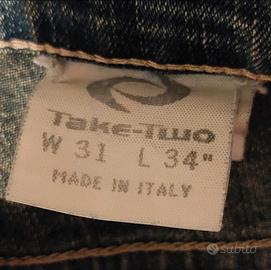 Take-Two
W 31 L 34"
MADE IN ITALY
subito